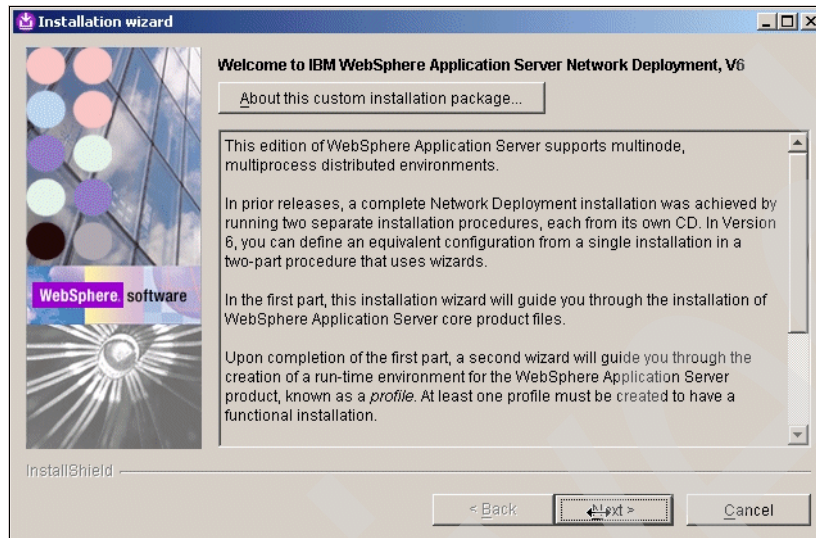 Installation wizard
Welcome to IBM WebSphere Application Server Network Deployment, V6
About this custom installation package...
This edition of WebSphere Application Server supports multinode,
multiprocess distributed environments.
In prior releases, a complete Network Deployment installation was achieved by
running two separate installation procedures, each from its own CD. In Version
6, you can define an equivalent configuration from a single installation in a
two-part procedure that uses wizards.
In the first part, this installation wizard will guide you through the installation of
WebSphere Application Server core product files.
Upon completion of the first part, a second wizard will guide you through the
creation of a run-time environment for the WebSphere Application Server
product, known as a profile. At least one profile must be created to have a
functional installation.
WebSphere. software
InstallShield
< Back
Next >
Cancel